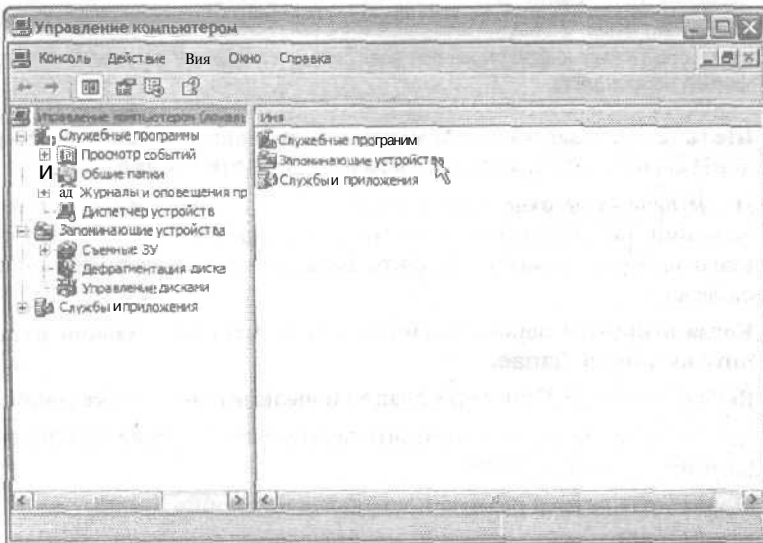 Управление компьютером
Консоль Действие Вия Окно Справка
Управление компьютером (локаль
Служебные программы
Просмотр событий
И Общие папки
ад Журналы и оповещения пр
Диспетчер устройств
Запоминающие устройства
Съемные ЗУ
Дефрагментация диска
Управление дисками
Службы и приложения
Имя
Служебные програмим
Запоминающие устройства
Службы и приложения